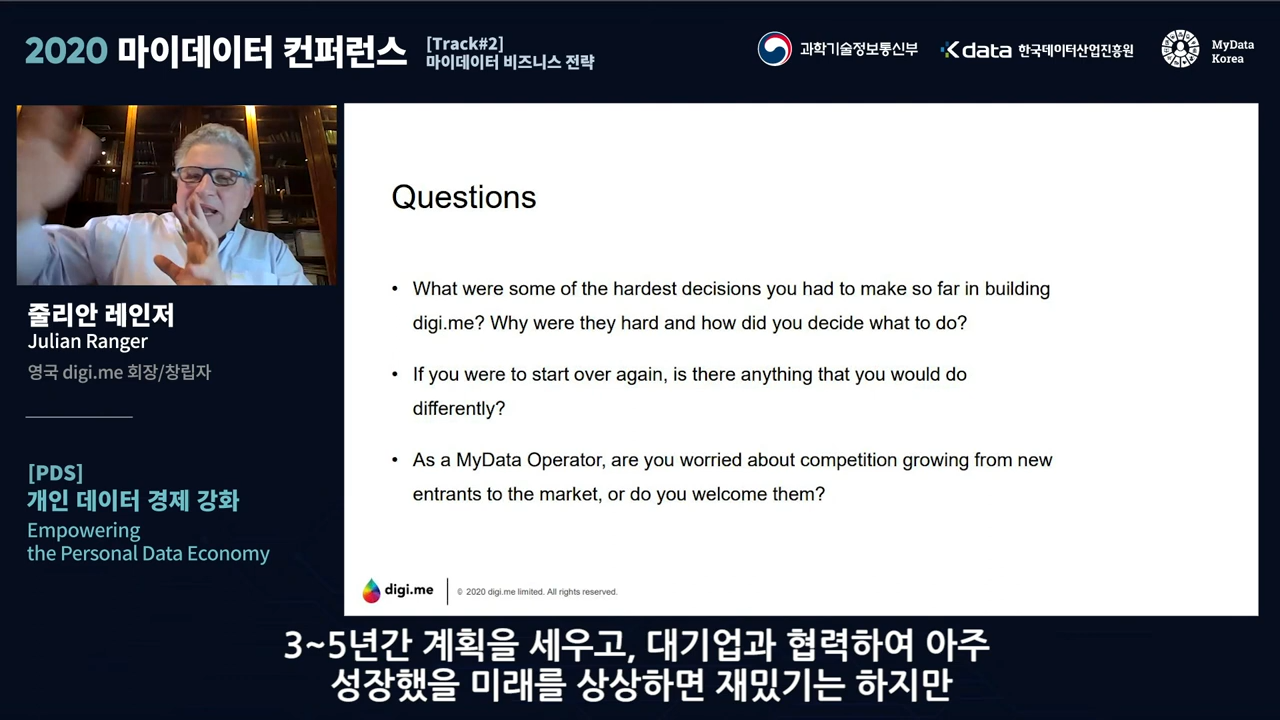 2020 마이데이터 컨퍼런스
[Track#2]
마이데이터 비즈니스 전략
과학기술정보통신부
Kdata 한국데이터산업진흥원
MyData
Korea
줄리안 레인저
Julian Ranger
영국 digi.me 회장/창립자
[PDS]
개인 데이터 경제 강화
Empowering
the Personal Data Economy
Questions
• What were some of the hardest decisions you had to make so far in building
digi.me? Why were they hard and how did you decide what to do?
• If you were to start over again, is there anything that you would do
differently?
• As a MyData Operator, are you worried about competition growing from new
entrants to the market, or do you welcome them?
digi.me
© 2020 digi.me limited. All rights reserved.
3~5년간 계획을 세우고, 대기업과 협력하여 아주
성장했을 미래를 상상하면 재밌기는 하지만